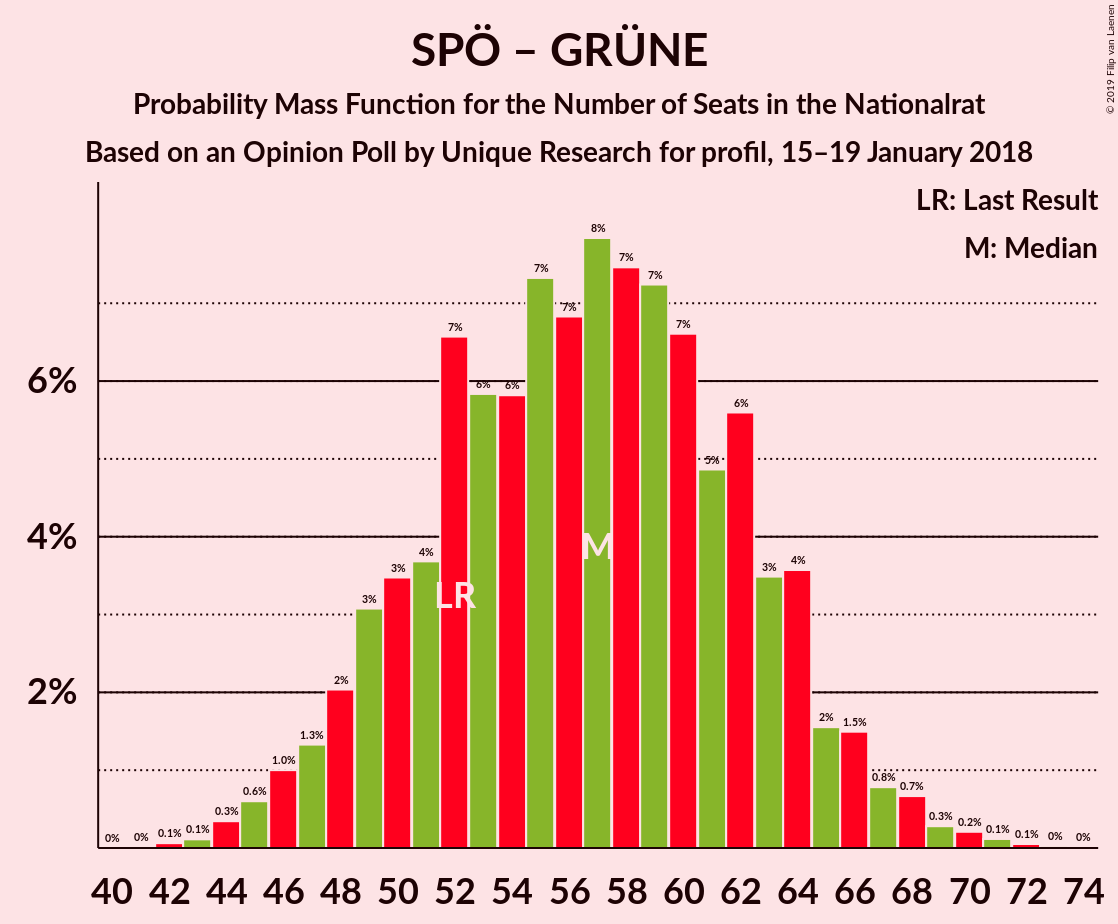 SPÖ – GRÜNE
Probability Mass Function for the Number of Seats in the Nationalrat
Based on an Opinion Poll by Unique Research for profil, 15–19 January 2018
© 2019 Filip van Laenen
LR: Last Result
M: Median
6%
4%
2%
0% 0% 0.1% 0.1% 0.3% 0.6% 1.0% 1.3% 2% 3% 3% 4% 7% 6% 6% 7% 7% 8% 7% 7% 7% 5% 6% 3% 4% 2% 1.5% 0.8% 0.7% 0.3% 0.2% 0.1% 0.1% 0% 0%
M
LR
40 42 44 46 48 50 52 54 56 58 60 62 64 66 68 70 72 74